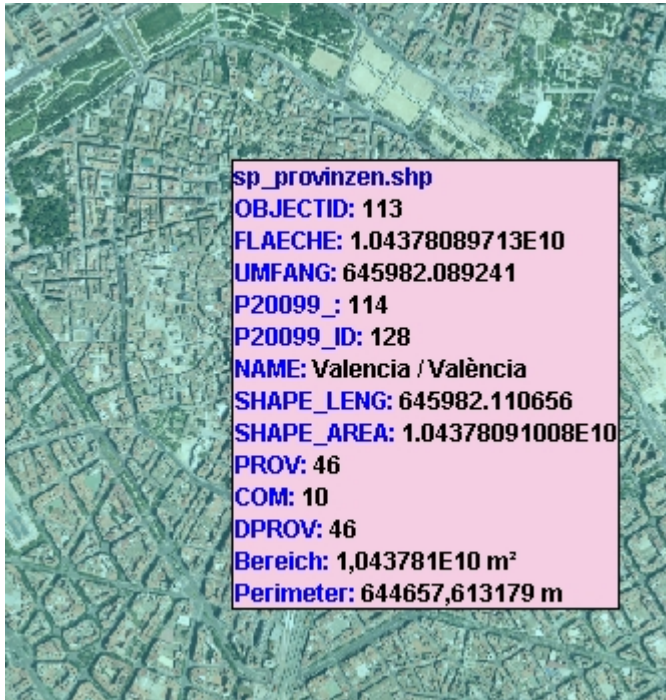 sp_provinzen.shp
OBJECTID: 113
FLAECHE: 1.04378089713E10
UMFANG: 645982.089241
P20099_: 114
P20099_ID: 128
NAME: Valencia / València
SHAPE_LENG: 645982.110656
SHAPE_AREA: 1.04378091008E10
PROV: 46
COM: 10
DPROV: 46
Bereich: 1,043781E10 m²
Perimeter: 644657,613179 m